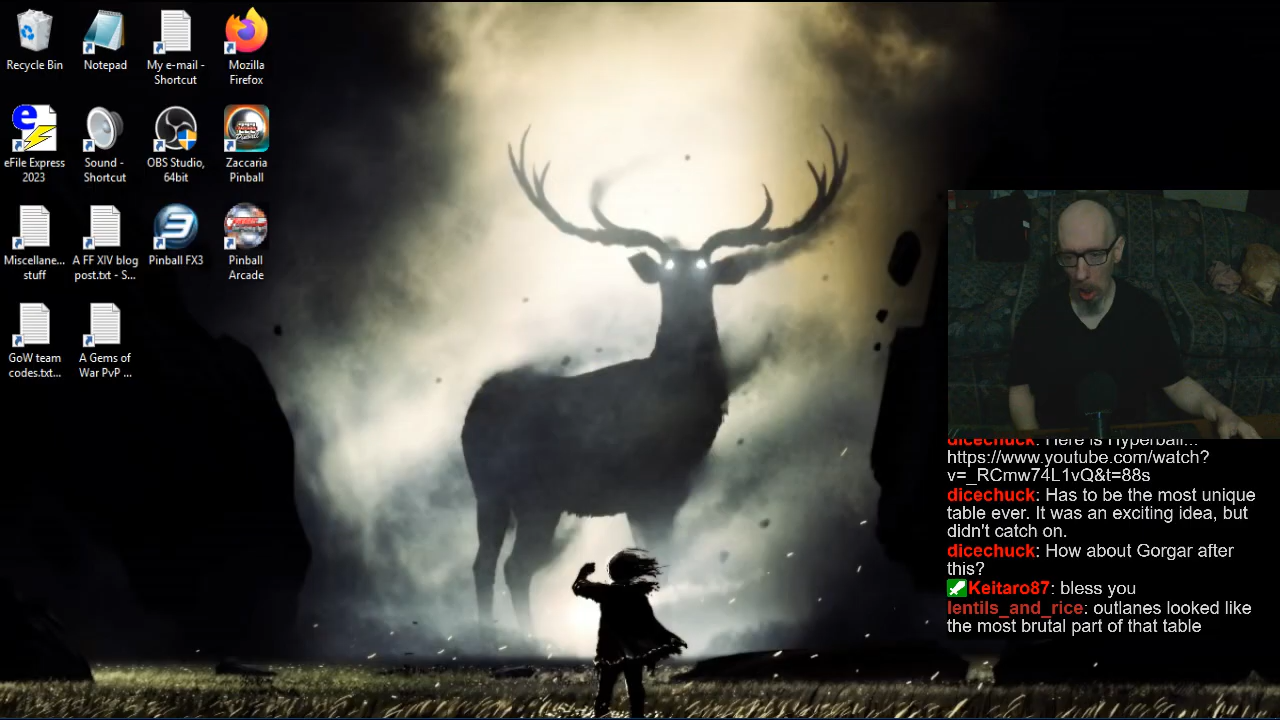 Recycle Bin
Notepad
My e-mail -
Shortcut
Mozilla
Firefox
eFile Express
2023
Sound -
Shortcut
OBS Studio,
64bit
Zaccaria
Pinball
Miscellane...
stuff
A FF XIV blog
post.txt - S...
Pinball FX3
Pinball
Arcade
GoW team
codes.txt...
A Gems of
War PvP ...
dicechuck: Here is Hyperball...
https://www.youtube.com/watch?
v=_RCmw74L1vQ&t=88s
dicechuck: Has to be the most unique
table ever. It was an exciting idea, but
didn't catch on.
dicechuck: How about Gorgar after
this?
Keitaro87: bless you
lentils_and_rice: outlanes looked like
the most brutal part of that table